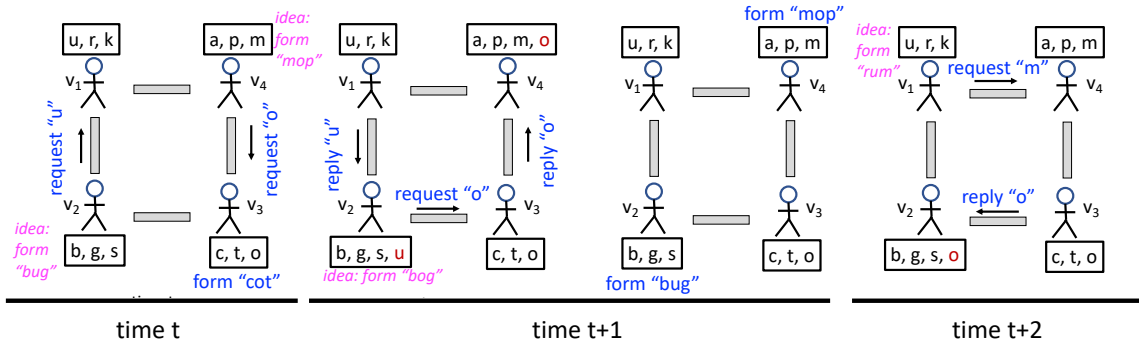 idea:
form
"mop"
u, r, k
a, p, m
v1
v4
request "u"
request "o"
v2
v3
idea:
form
"bug"
b, g, s
c, t, o
form "cot"
time t
u, r, k
a, p, m, o
v1
v4
reply "u"
request "o"
reply "o"
v2
v3
b, g, s, u
c, t, o
idea: form "bog"
form "mop"
u, r, k
a, p, m
v1
v4
v2
v3
b, g, s
c, t, o
form "bug"
time t+1
idea:
form
"rum"
u, r, k
a, p, m
request "m"
v1
v4
reply "o"
v2
v3
b, g, s, o
c, t, o
time t+2